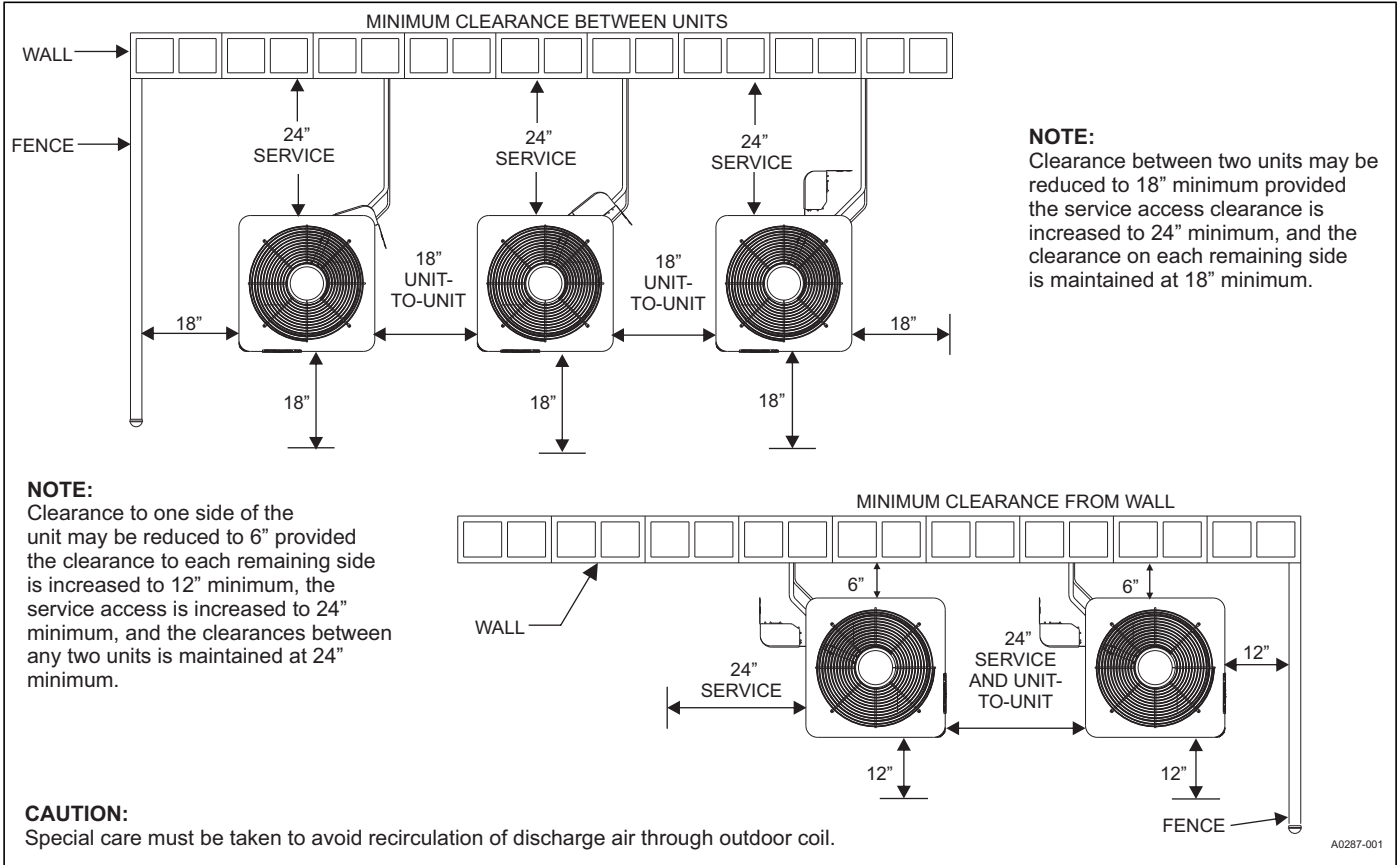 MINIMUM CLEARANCE BETWEEN UNITS
WALL
FENCE
24”
SERVICE
24”
SERVICE
24”
SERVICE
18”
UNIT-
TO-UNIT
18”
UNIT-
TO-UNIT
18”
18”
18”
18”
18”
NOTE:
Clearance between two units may be
reduced to 18” minimum provided
the service access clearance is
increased to 24” minimum, and the
clearance on each remaining side
is maintained at 18” minimum.
NOTE:
Clearance to one side of the
unit may be reduced to 6” provided
the clearance to each remaining side
is increased to 12” minimum, the
service access is increased to 24”
minimum, and the clearances between
any two units is maintained at 24”
minimum.
MINIMUM CLEARANCE FROM WALL
WALL
6”
6”
24”
SERVICE
24”
SERVICE
AND UNIT-
TO-UNIT
12”
12”
12”
FENCE
CAUTION:
Special care must be taken to avoid recirculation of discharge air through outdoor coil.
A0287-001